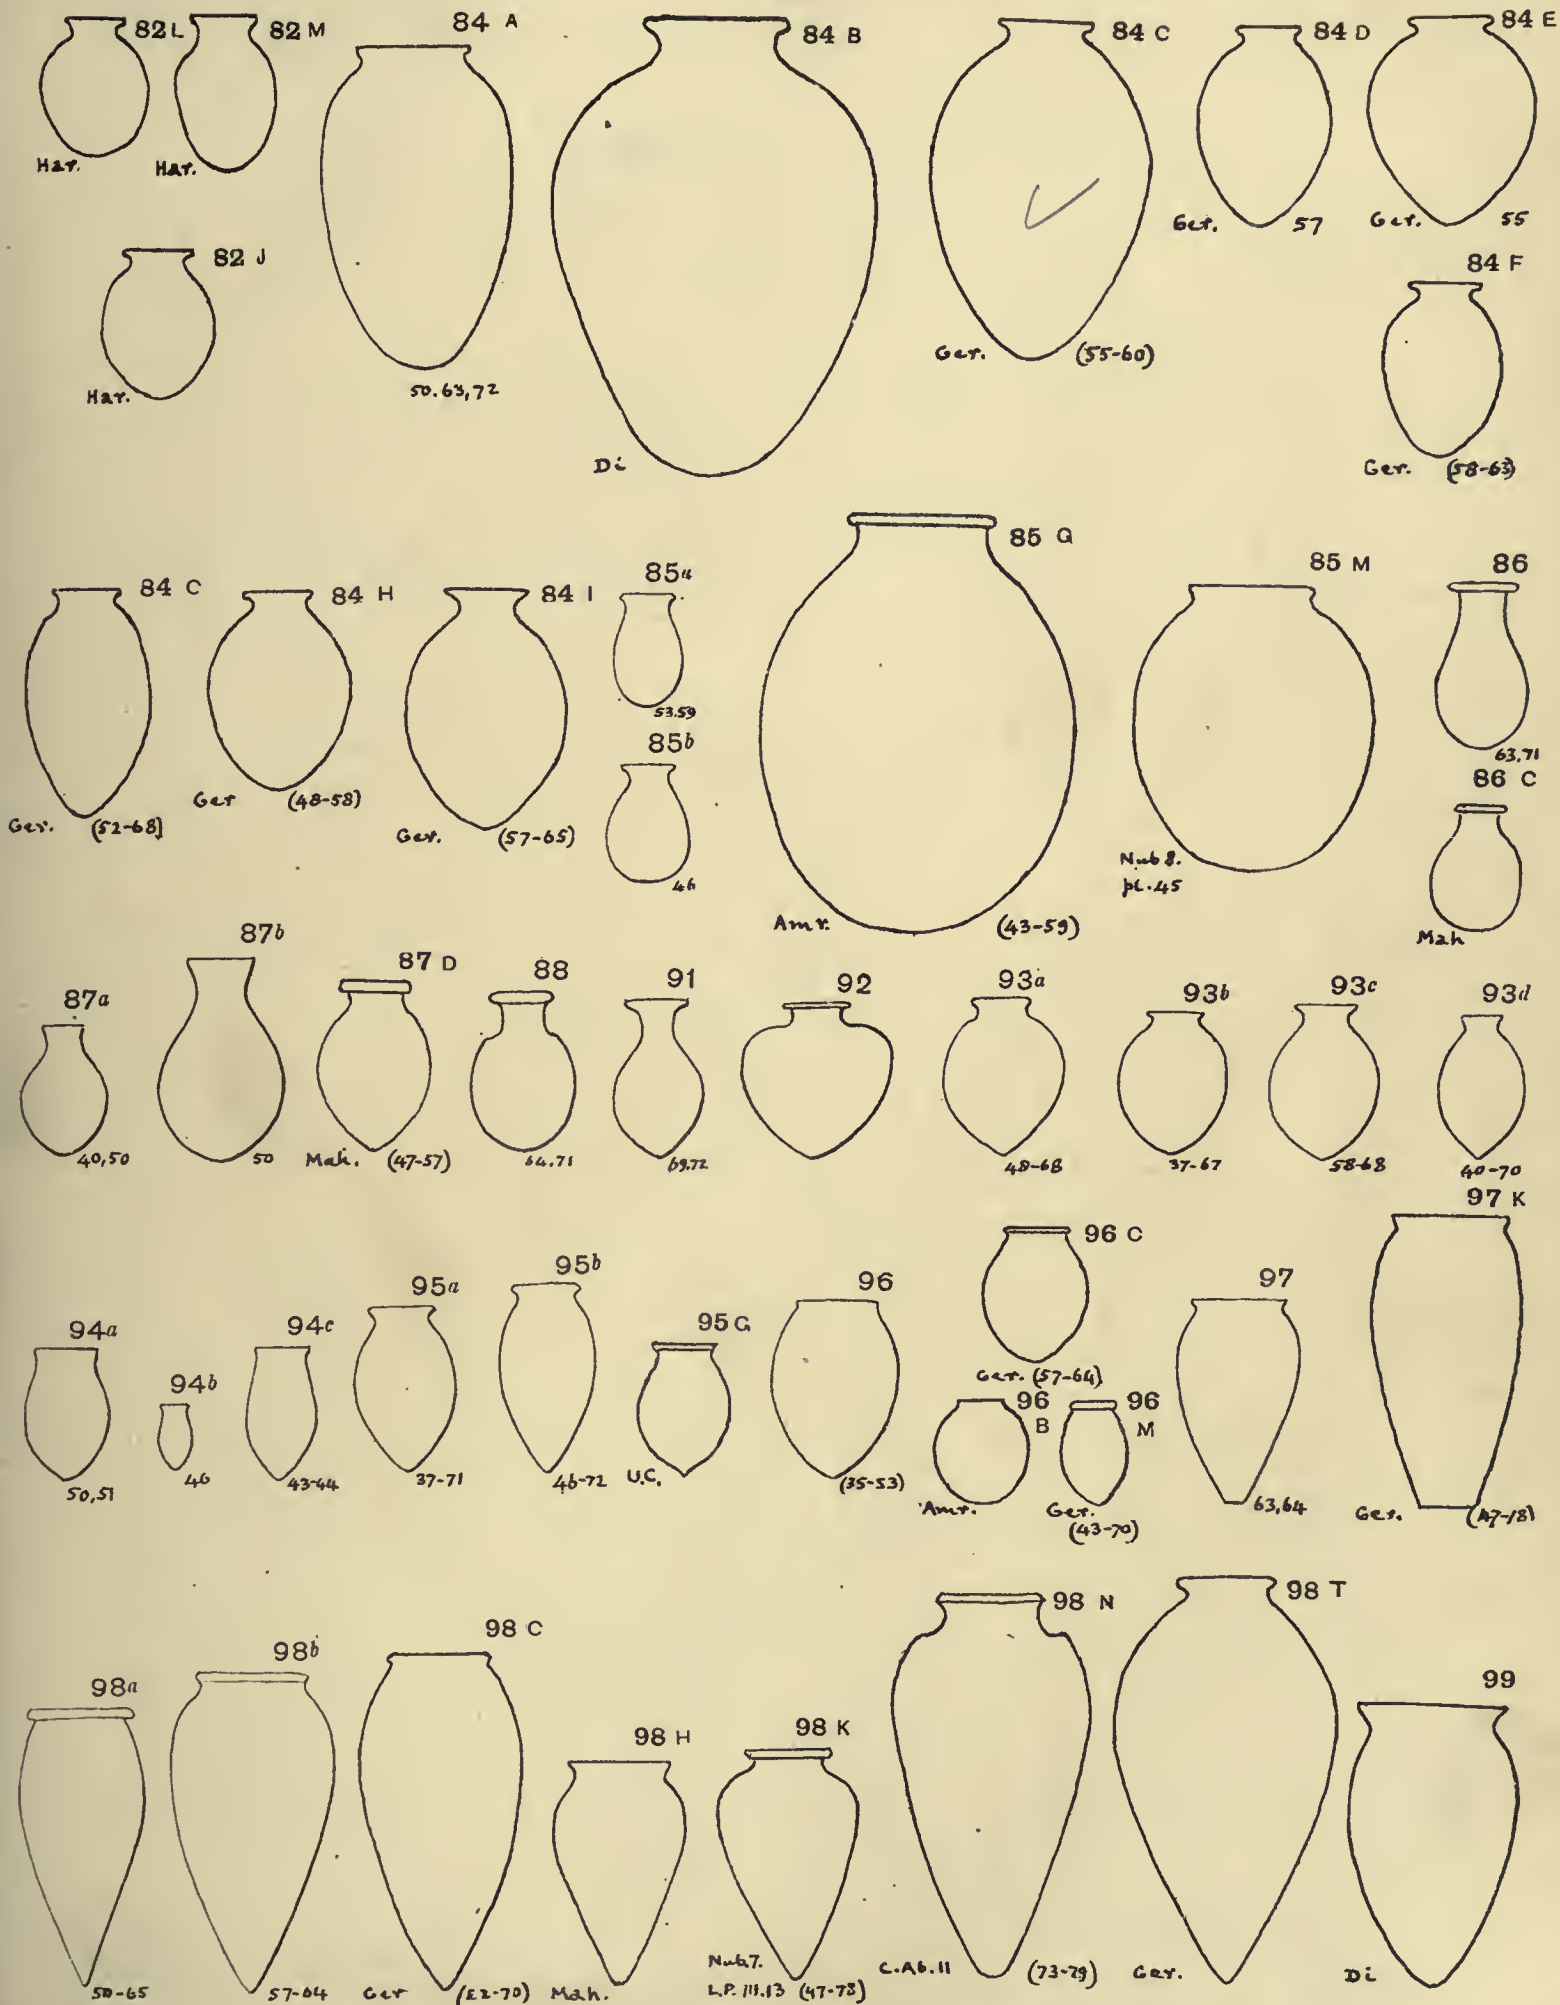 82 L
Har.
82 M
Har.
84 A
50.63,72
84 B
Di
84 C
Ger. (55-60)
84 D
Ger. 57
84 E
Ger. 55
82 J
Har.
84 F
Ger. (58-63)
84 C
Ger. (52-68)
84 H
Ger (48-58)
84 I
Ger. (57-65)
85a
53.59
85b
46
85 G
Amr. (43-59)
85 M
Nub 8.
pl.45
86
63,71
86 C
Mah
87a
40,50
87b
50
87 D
Mah. (47-57)
88
64.71
91
69.72
92
93a
48-68
93b
37-67
93c
58-68
93d
40-70
94a
50,51
94b
46
94c
43-44
95a
37-71
95b
46-72
95 G
U.C.
96
(35-53)
96 C
Ger. (57-64)
96
B
Amr.
96
M
Ger.
(43-70)
97
63,64
97 K
Ger.
98a
50-65
98b
57-64
98 C
Ger (52-70)
98 H
Mah.
98 K
Nub.7.
L.P. III.13 (47-78)
98 N
C.Ab.11 (73-79)
98 T
Ger.
99
Di